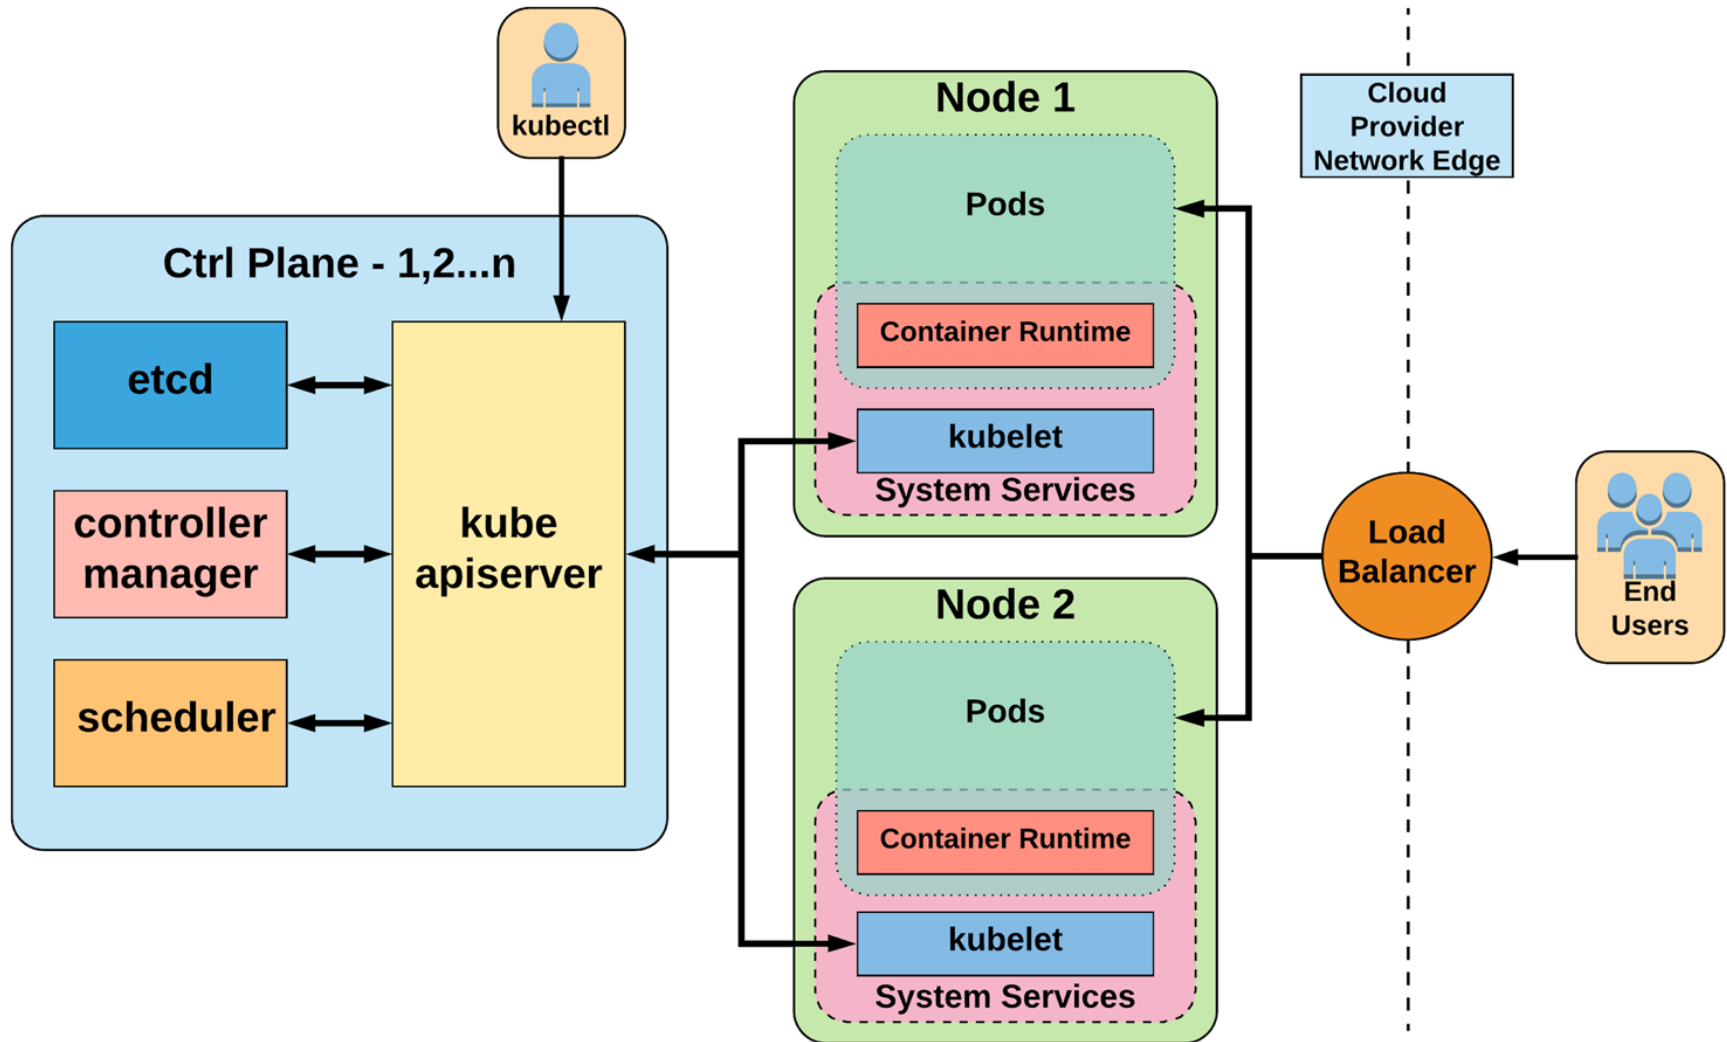 kubectl
Ctrl Plane - 1,2...n
etcd
controller
manager
scheduler
kube
apiserver
Node 1
Pods
Container Runtime
kubelet
System Services
Node 2
Pods
Container Runtime
kubelet
System Services
Cloud
Provider
Network Edge
Load
Balancer
End
Users